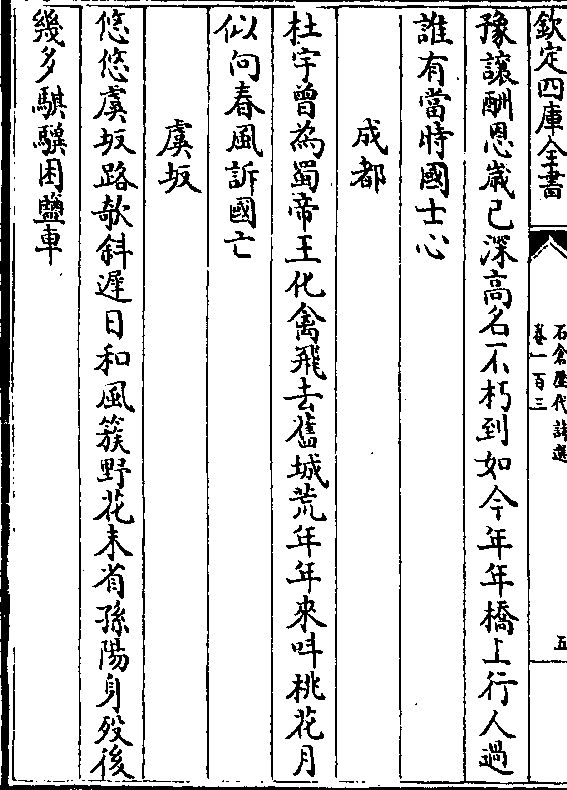 欽定四庫全書
石倉歷代詩選
卷一百三
五
豫讓酬恩嵗已深高名不朽到如今年年橋上行人過
誰有當時國士心
成都
杜宇曾為蜀帝王化禽飛去舊城荒年年來呌桃花月
似向春風訴國亡
虞坂
悠悠虞坂路欹斜遲日和風簇野花未省孫陽身殁後
幾多騏驥困鹽車